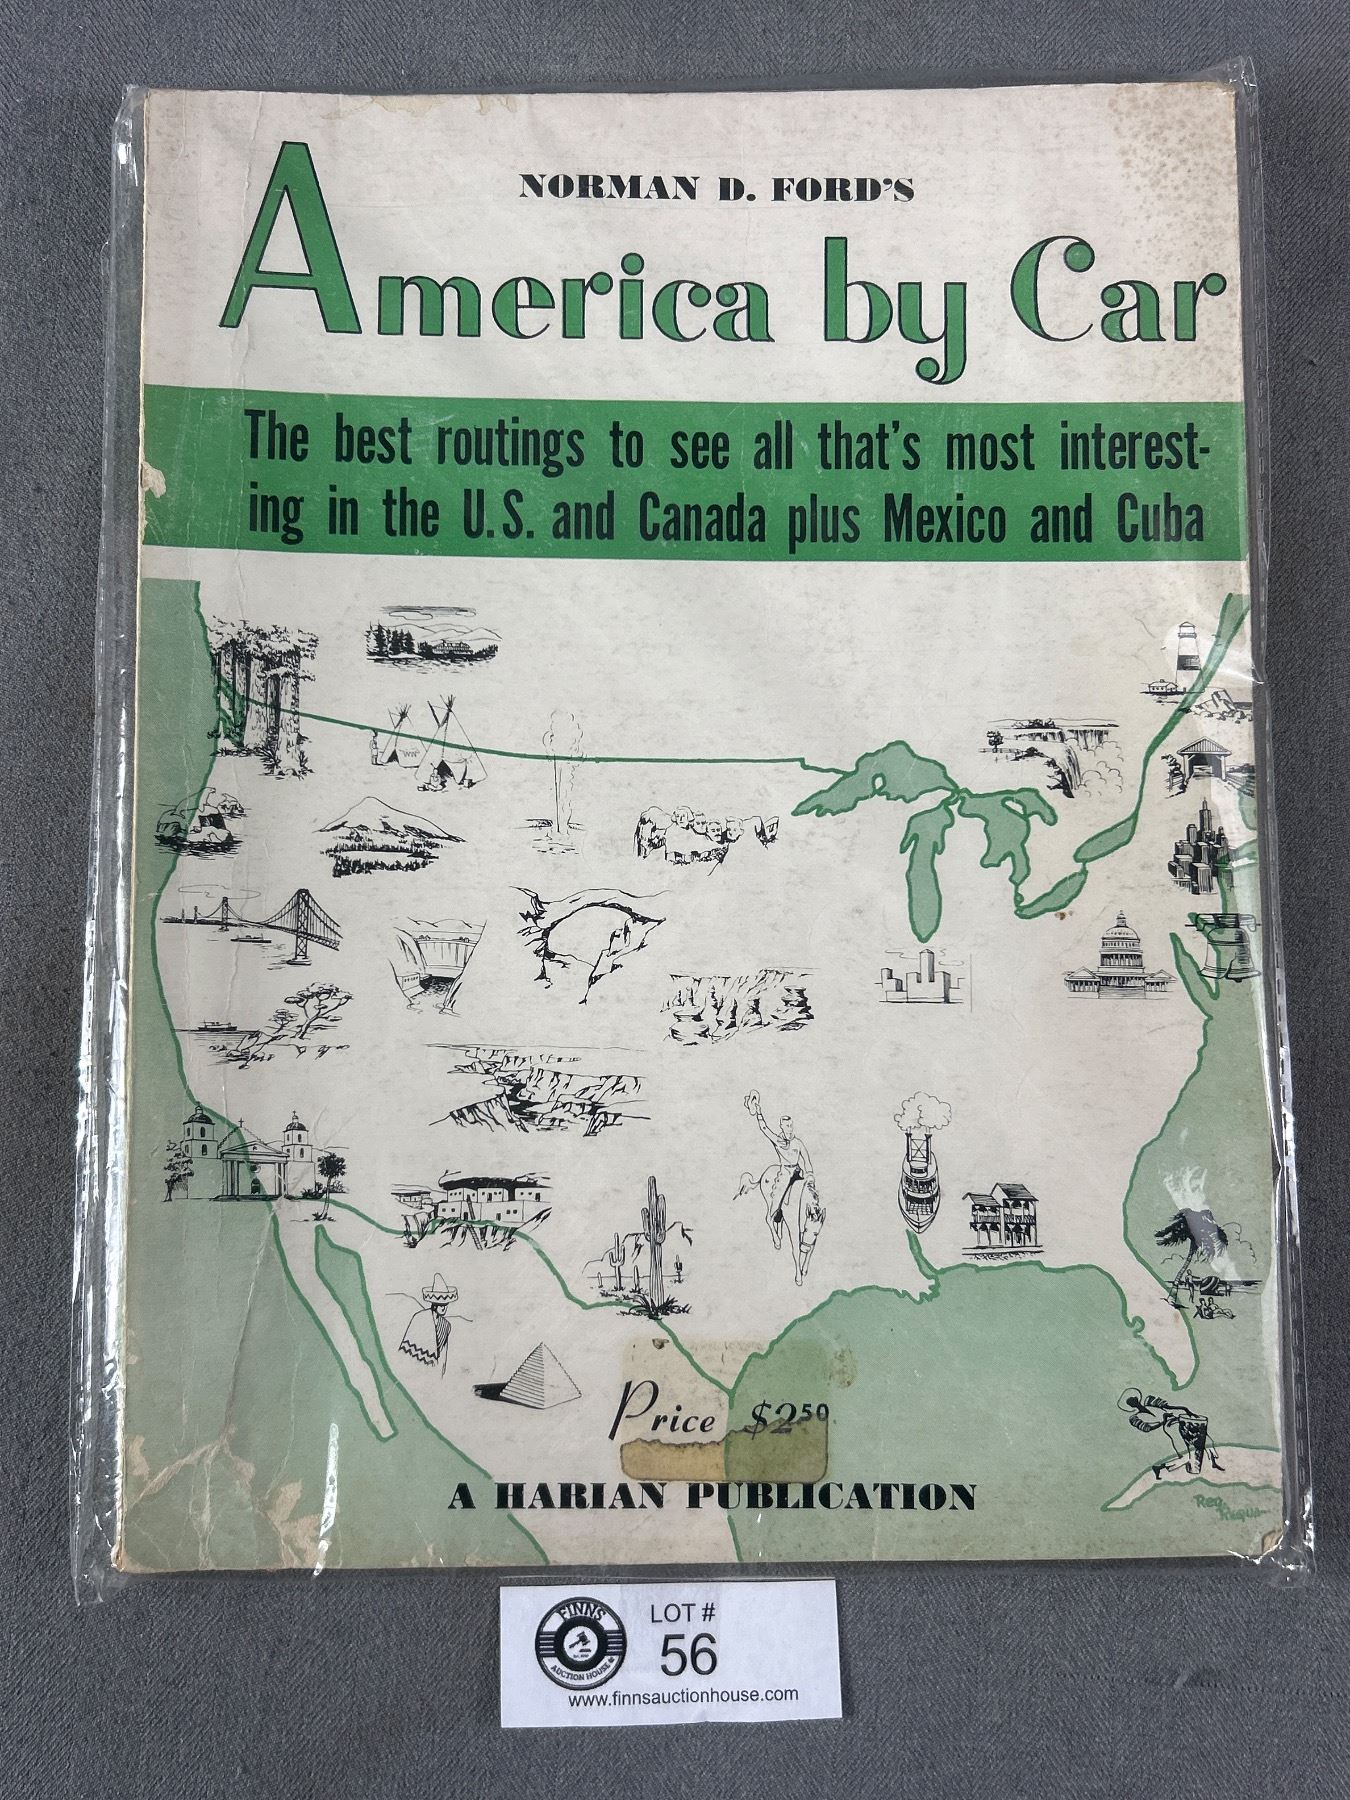 NORMAN D. FORD'S
America by Car
The best routings to see all that's most interest-
ing in the U.S. and Canada plus Mexico and Cuba
Price $2.50
A HARIAN PUBLICATION
FINNS
AUCTION HOUSE
LOT #
56
www.finnsauctionhouse.com